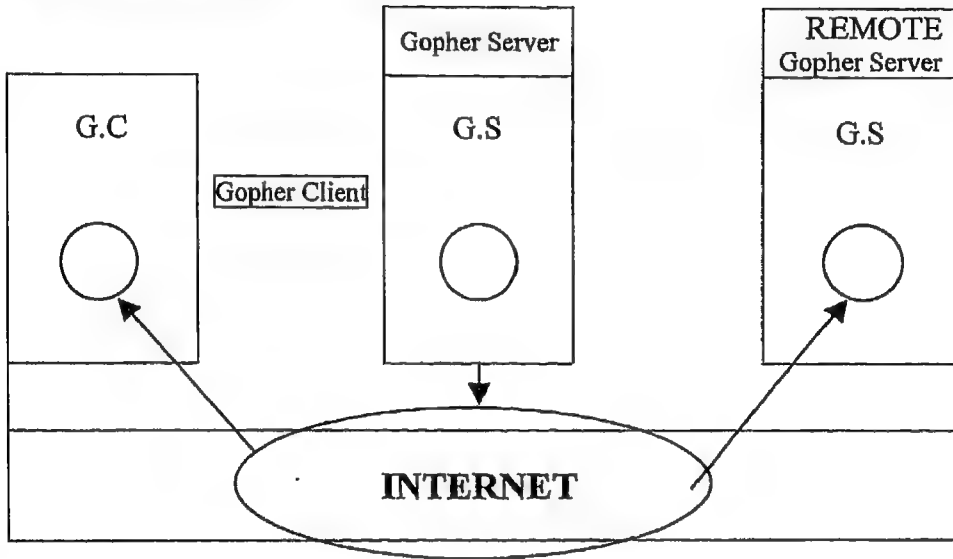 Gopher Server
REMOTE
Gopher Server
G.C
G.S
G.S
Gopher Client
INTERNET